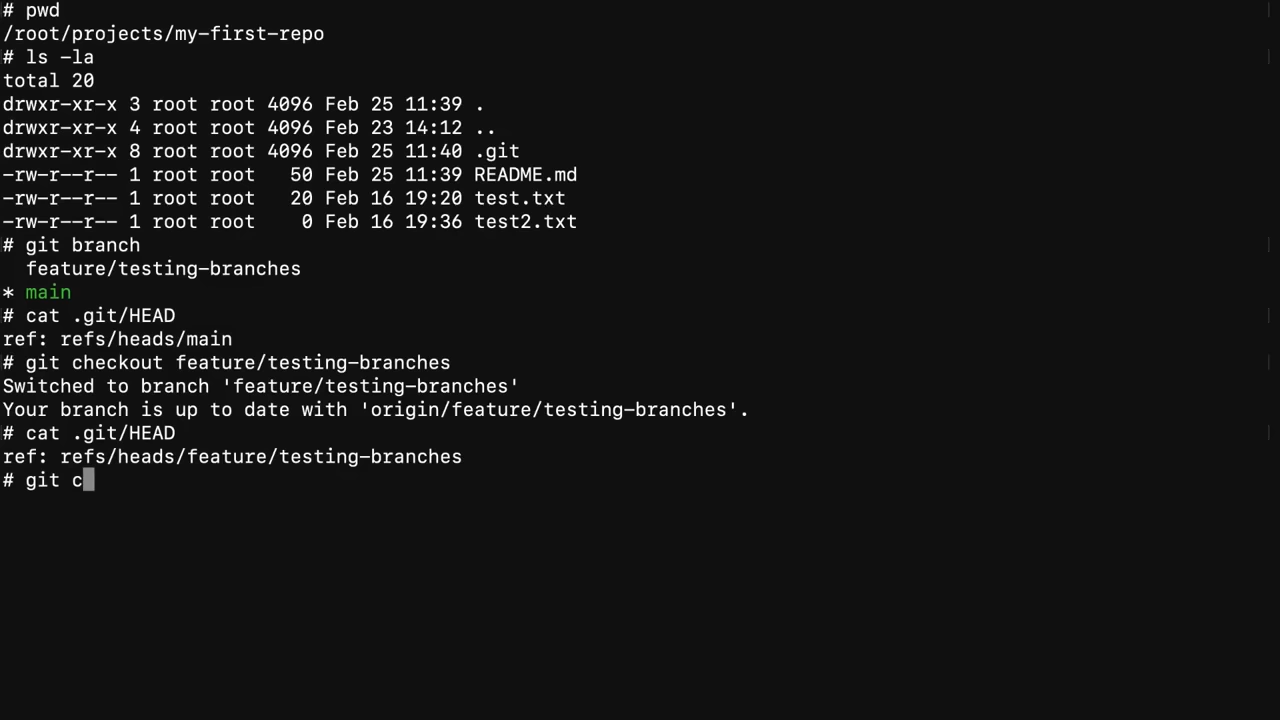 # pwd
/root/projects/my-first-repo
# ls -la
total 20
drwxr-xr-x 3 root root 4096 Feb 25 11:39 .
drwxr-xr-x 4 root root 4096 Feb 23 14:12 ..
drwxr-xr-x 8 root root 4096 Feb 25 11:40 .git
-rw-r--r-- 1 root root   50 Feb 25 11:39 README.md
-rw-r--r-- 1 root root   20 Feb 16 19:20 test.txt
-rw-r--r-- 1 root root    0 Feb 16 19:36 test2.txt
# git branch
  feature/testing-branches
* main
# cat .git/HEAD
ref: refs/heads/main
# git checkout feature/testing-branches
Switched to branch 'feature/testing-branches'
Your branch is up to date with 'origin/feature/testing-branches'.
# cat .git/HEAD
ref: refs/heads/feature/testing-branches
# git c